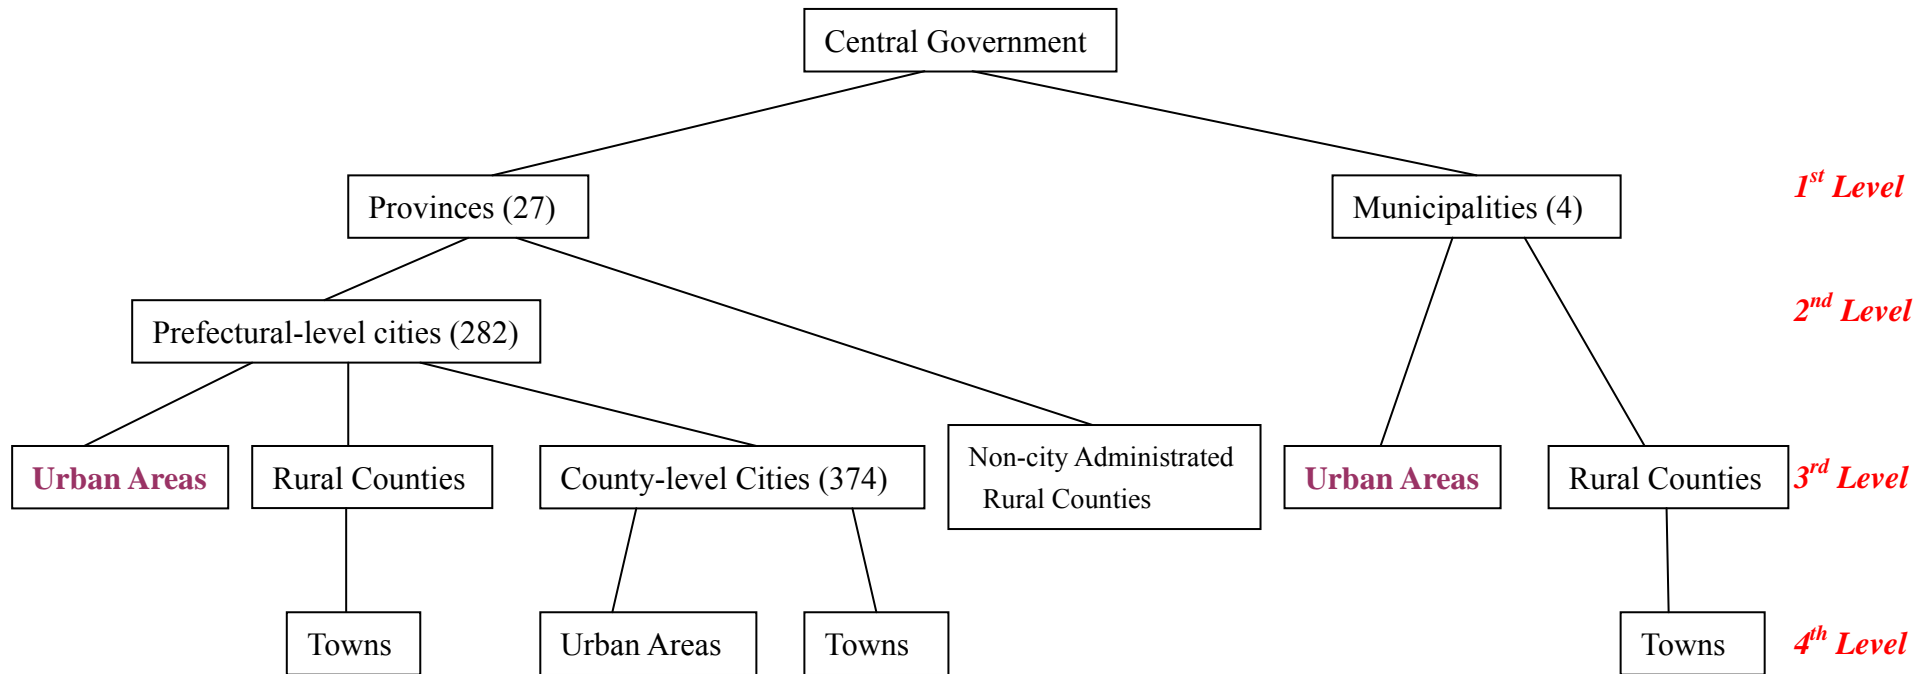 Central Government
Provinces (27)
Municipalities (4)
1st Level
Prefectural-level cities (282)
2nd Level
Urban Areas
Rural Counties
County-level Cities (374)
Non-city Administrated
Rural Counties
Urban Areas
Rural Counties
3rd Level
Towns
Urban Areas
Towns
Towns
4th Level